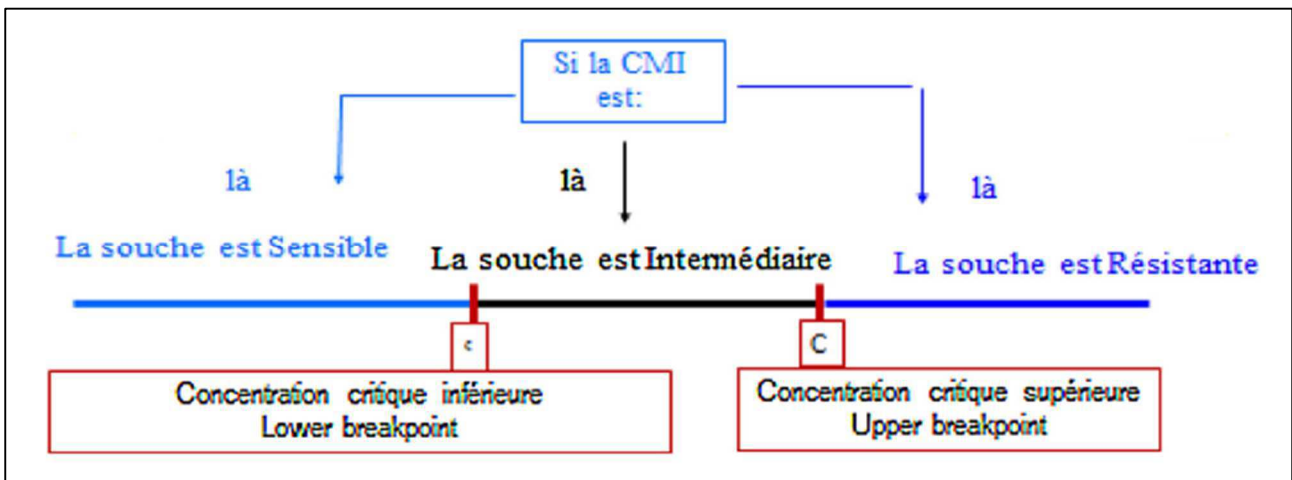 Si la CMI
est:
là
là
là
La souche est Sensible
La souche est Intermédiaire
La souche est Résistante
c
C
Concentration critique inférieure
Lower breakpoint
Concentration critique supérieure
Upper breakpoint